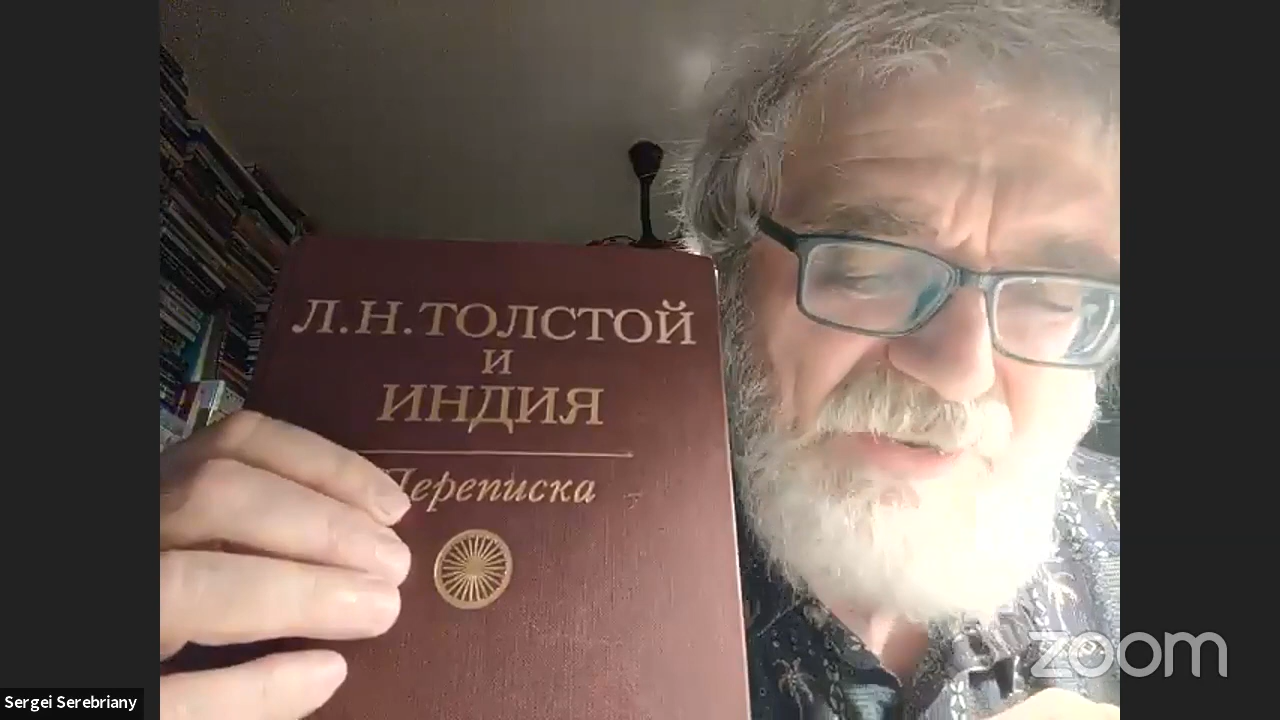 Л.Н.ТОЛСТОЙ
И
ИНДИЯ
Переписка
zoom
Sergei Serebriany